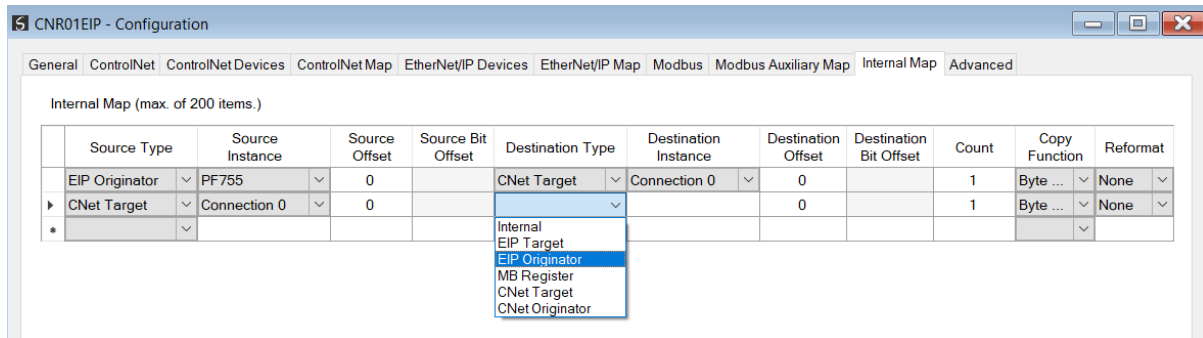 CNR01EIP - Configuration
General ControlNet ControlNet Devices ControlNet Map EtherNet/IP Devices EtherNet/IP Map Modbus Modbus Auxiliary Map Internal Map Advanced
Internal Map (max. of 200 items.)
Source Type Source Instance Source Offset Source Bit Offset Destination Type Destination Instance Destination Offset Destination Bit Offset Count Copy Function Reformat
EIP Originator PF755 0 CNet Target Connection 0 0 1 Byte ... None
CNet Target Connection 0 0 0 1 Byte ... None
Internal
EIP Target
EIP Originator
MB Register
CNet Target
CNet Originator